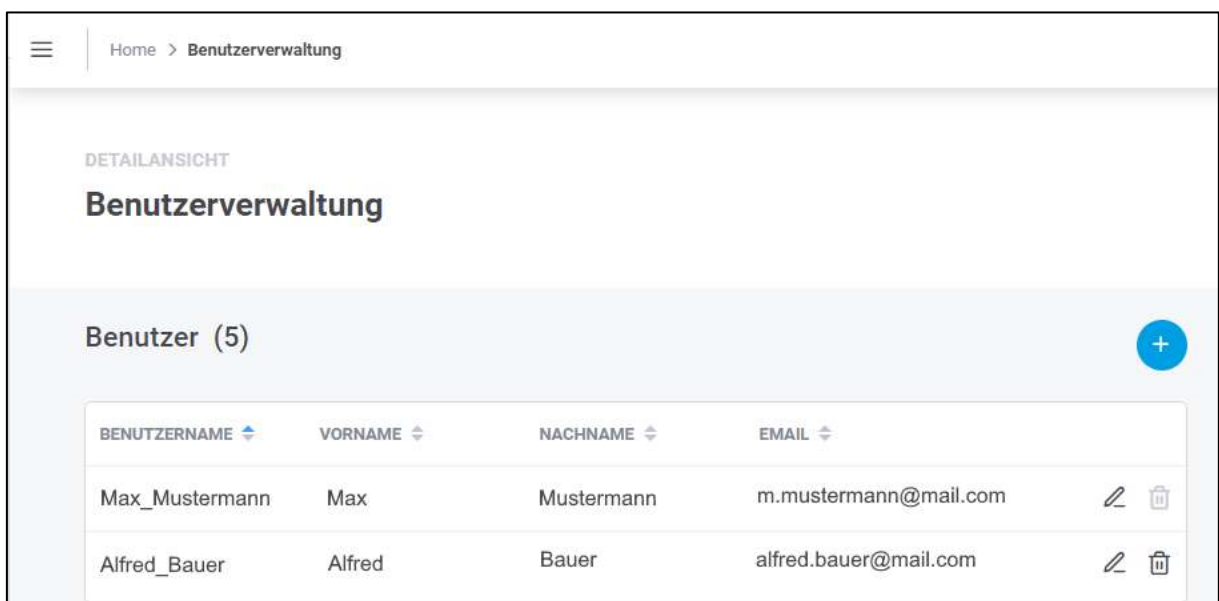 Home > Benutzerverwaltung
DETAILANSICHT
Benutzerverwaltung
Benutzer (5)
BENUTZERNAME VORNAME NACHNAME EMAIL
Max_Mustermann Max Mustermann m.mustermann@mail.com
Alfred_Bauer Alfred Bauer alfred.bauer@mail.com